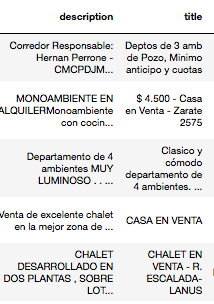 description title
Corredor Responsable:
Hernan Perrone -
CMCPDJM...
Deptos de 3 amb
de Pozo, Minimo
anticipo y cuotas
MONOAMBIENTE EN
ALQUILERMonoambiente
con cocin...
$ 4.500 - Casa
en Venta - Zarate
2575
Departamento de 4
ambientes MUY
LUMINOSO . . ...
Clasico y
cómodo
departamento de
4 ambientes. ...
Venta de excelente chalet
en la mejor zona de ...
CASA EN VENTA
CHALET
DESARROLLADO EN
DOS PLANTAS , SOBRE
LOT...
CHALET EN
VENTA - R.
ESCALADA-
LANUS